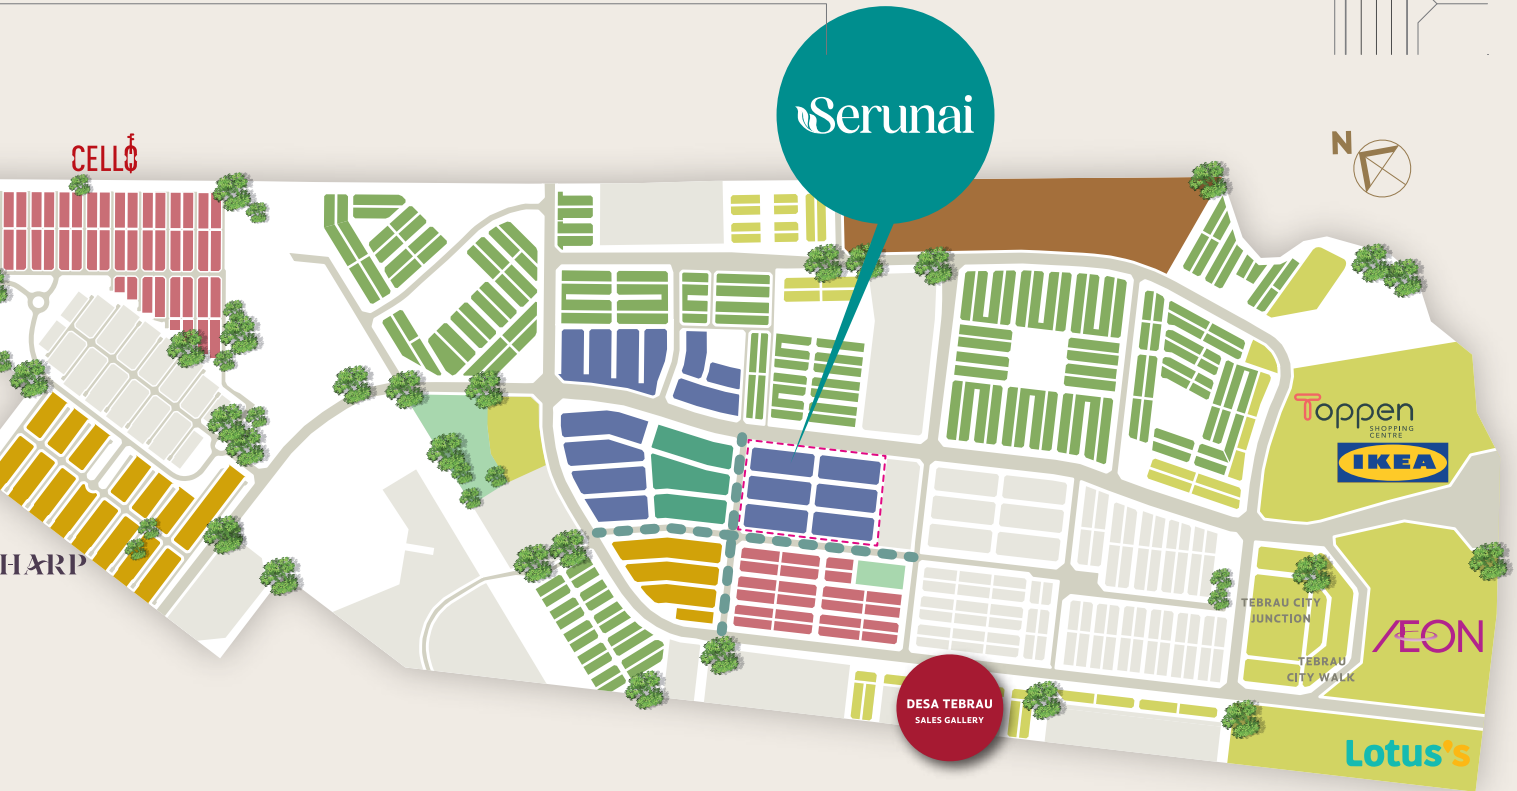 Serunai
CELLO
N
Toppen
SHOPPING
CENTRE
IKEA
HARP
TEBRAU CITY
JUNCTION
AEON
TEBRAU
CITY WALK
DESA TEBRAU
SALES GALLERY
Lotus's